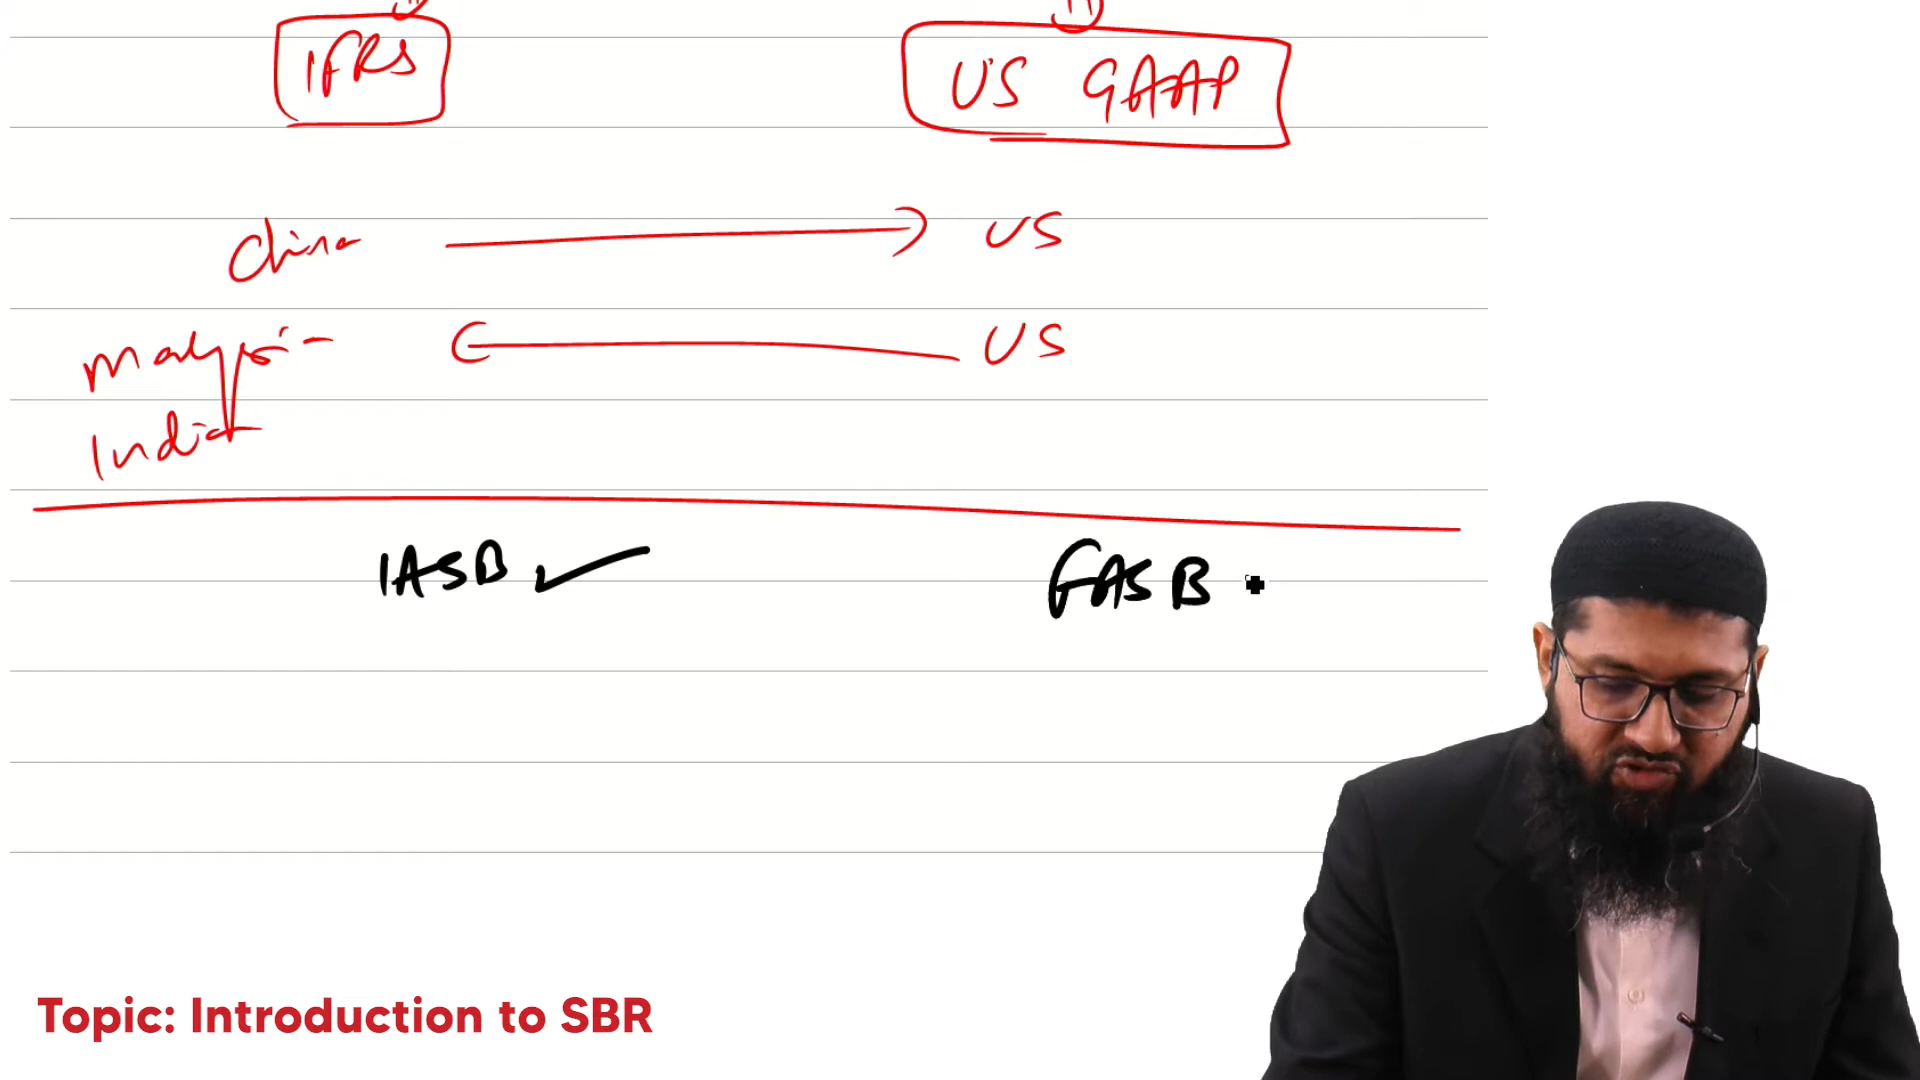 IFRS US GAAP
China US
Malaysia US
India
IASB FASB
Topic: Introduction to SBR